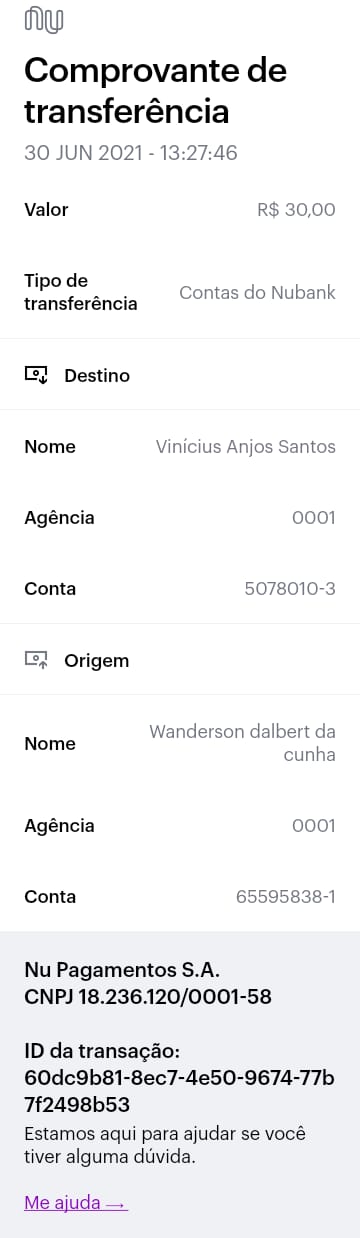 nu
Comprovante de
transferência
30 JUN 2021 - 13:27:46
Valor R$ 30,00
Tipo de
transferência Contas do Nubank
Destino
Nome Vinícius Anjos Santos
Agência 0001
Conta 5078010-3
Origem
Nome Wanderson dalbert da
cunha
Agência 0001
Conta 65595838-1
Nu Pagamentos S.A.
CNPJ 18.236.120/0001-58
ID da transação:
60dc9b81-8ec7-4e50-9674-77b
7f2498b53
Estamos aqui para ajudar se você
tiver alguma dúvida.
Me ajuda →